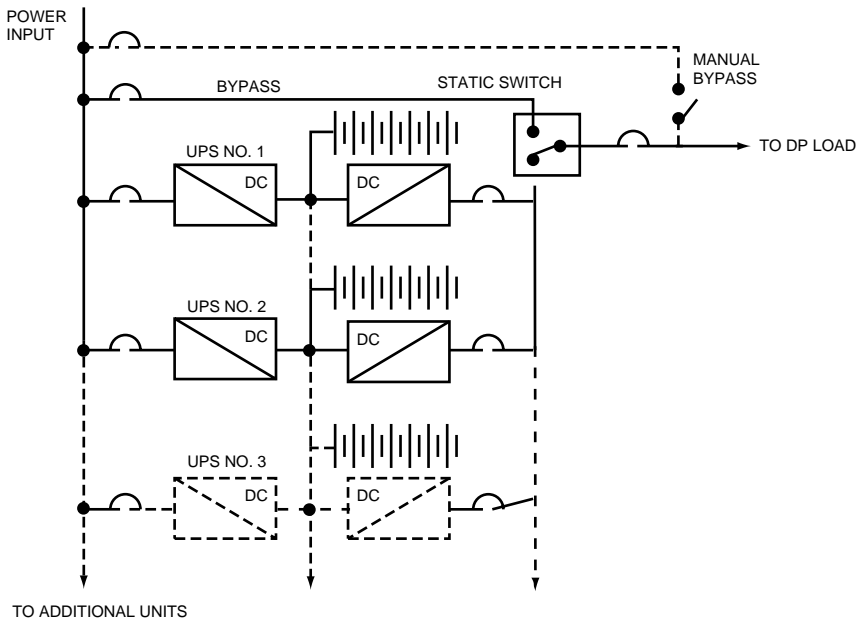 POWER
INPUT
MANUAL
BYPASS
BYPASS
STATIC SWITCH
TO DP LOAD
UPS NO. 1
DC
DC
UPS NO. 2
DC
DC
UPS NO. 3
DC
DC
TO ADDITIONAL UNITS